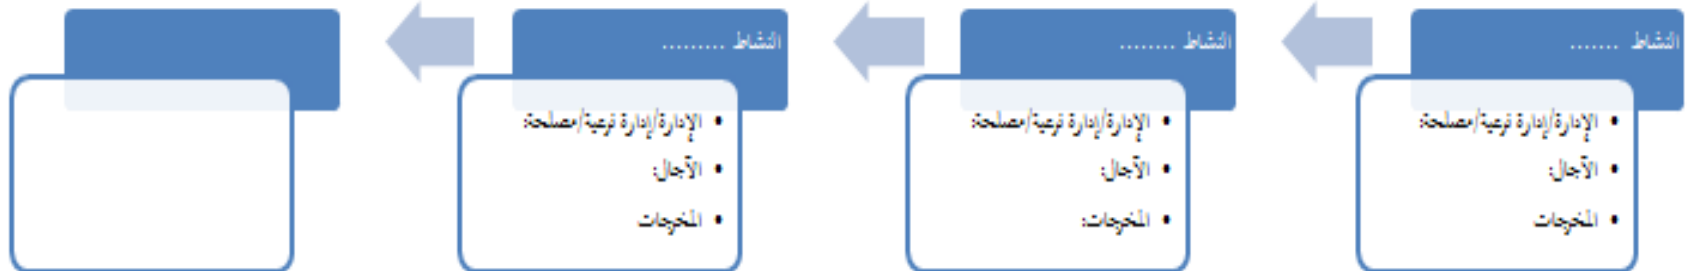 النشاط .......
• الإدارة/إدارة فرعية/مصلحة:
• الآجال:
• المخرجات
النشاط ........
• الإدارة/إدارة فرعية/مصلحة:
• الآجال:
• المخرجات:
النشاط .........
• الإدارة/إدارة فرعية/مصلحة:
• الآجال:
• المخرجات